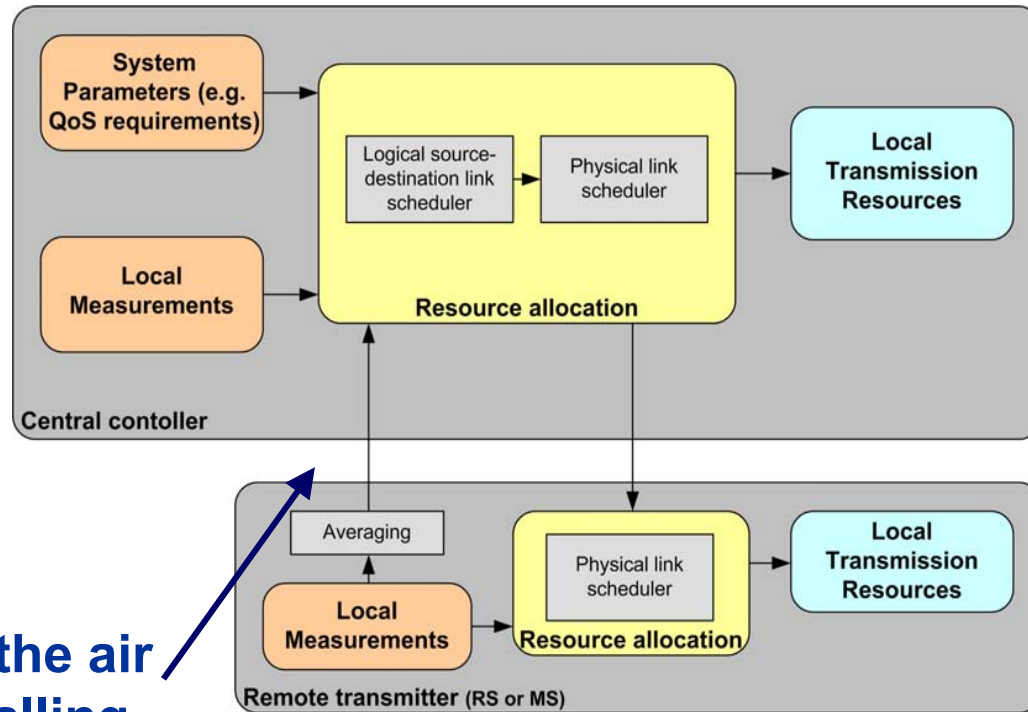 System
Parameters (e.g.
QoS requirements)
Logical source-
destination link
scheduler
Physical link
scheduler
Local
Transmission
Resources
Local
Measurements
Resource allocation
Central contoller
Averaging
Physical link
scheduler
Local
Transmission
Resources
Local
Measurements
Resource allocation
the air
alling
Remote transmitter (RS or MS)